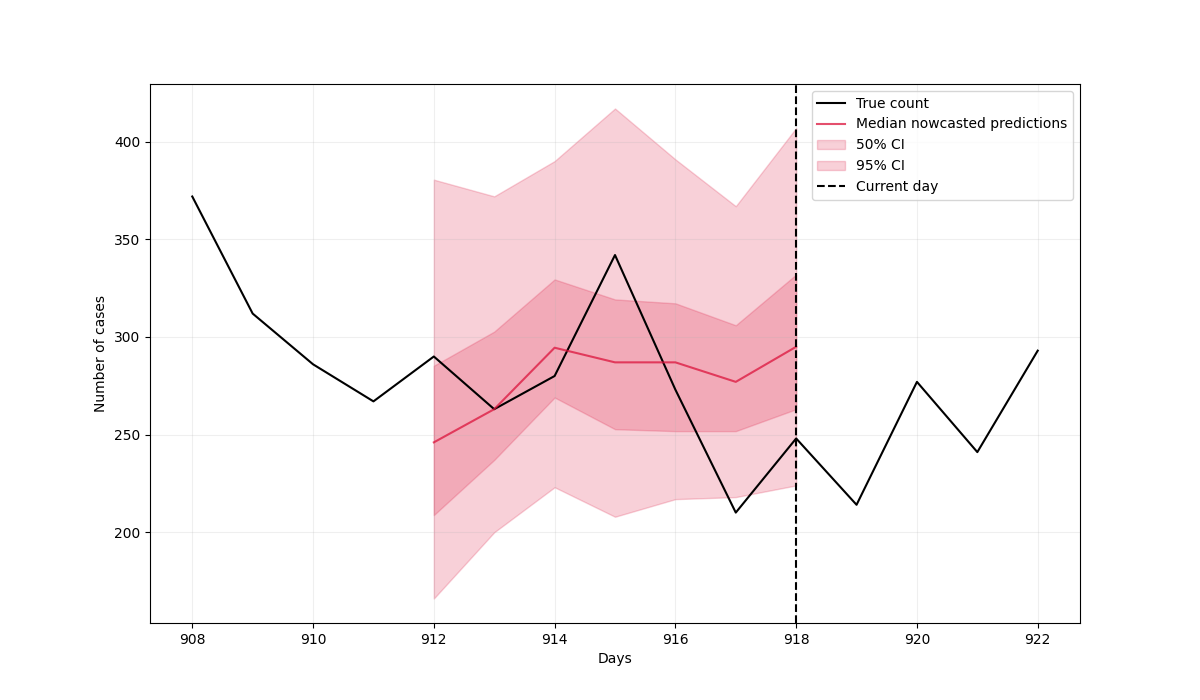 True count
Median nowcasted predictions
50% CI
95% CI
Current day
400
350
300
250
200
Number of cases
908 910 912 914 916 918 920 922
Days